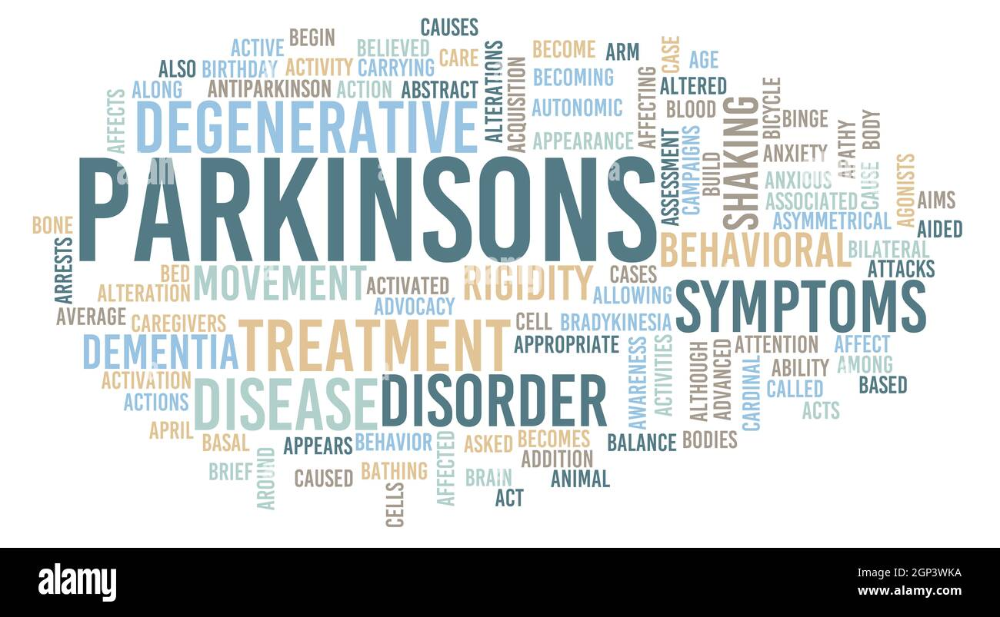 CAUSES
BEGIN
ACTIVE
BELIEVED
BECOME
ARM
CASE
AGE
ALSO
BIRTHDAY
ACTIVITY
CARRYING
CARE
ALTERATIONS
ACQUISITION
BECOMING
AFFECTING
ALTERED
ALONG
ANTIPARKINSON
ACTION
ABSTRACT
AFFECTS
DEGENERATIVE
AUTONOMIC
BLOOD
SHAKING
BICYCLE
BINGE
APPEARANCE
ASSESSMENT
CAMPAIGNS
BUILD
ANXIETY
APATHY
BODY
PARKINSONS
ANXIOUS
CAUSE
AGONISTS
ASSOCIATED
AIMS
BONE
ASYMMETRICAL
AIDED
ARRESTS
BEHAVIORAL
BILATERAL
BED
MOVEMENT
ACTIVATED
RIGIDITY
CASES
ATTACKS
ALTERATION
ADVOCACY
ALLOWING
SYMPTOMS
AVERAGE
CAREGIVERS
TREATMENT
CELL
BRADYKINESIA
DEMENTIA
APPROPRIATE
AWARENESS
ACTIVITIES
ALTHOUGH
ADVANCED
ATTENTION
AFFECT
CARDINAL
ABILITY
AMONG
ACTIVATION
DISEASE
DISORDER
CALLED
BASED
ACTIONS
ACTS
APRIL
BASAL
APPEARS
BEHAVIOR
AFFECTED
ASKED
BECOMES
BALANCE
BODIES
BRIEF
AROUND
CAUSED
BATHING
BRAIN
ADDITION
ANIMAL
CELLS
ACT
alamy
alamy
Image ID: 2GP3WKA
www.alamy.com